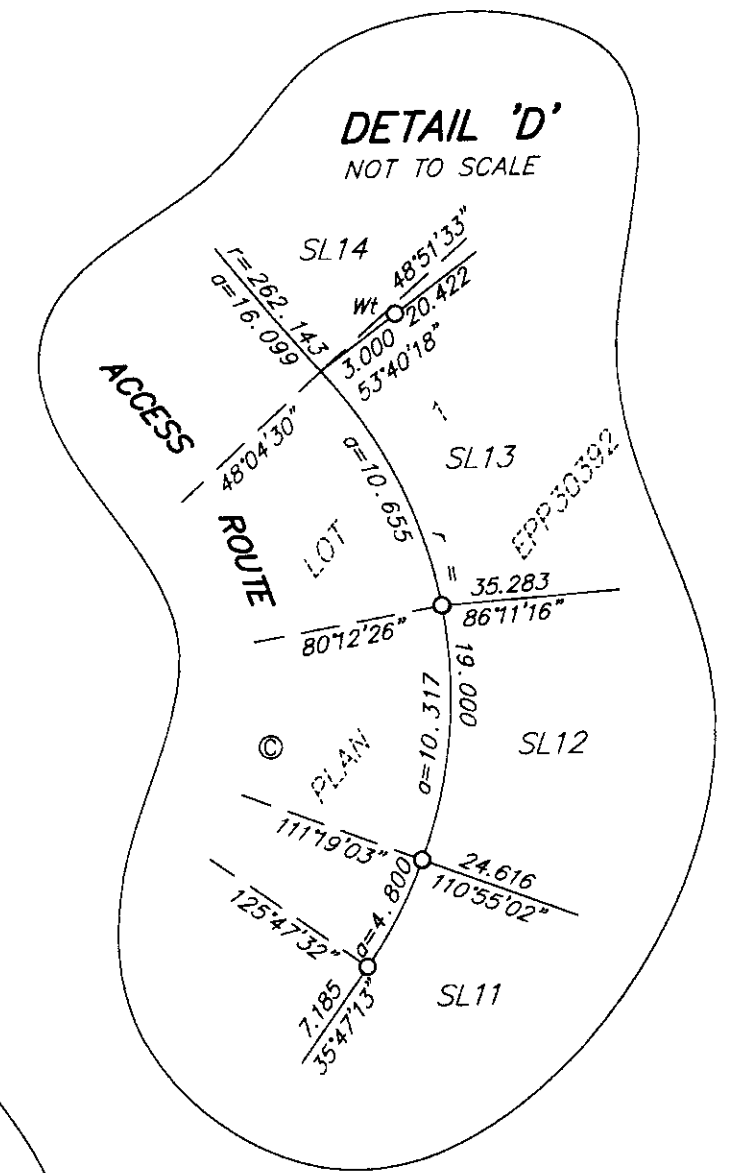 DETAIL 'D'
NOT TO SCALE
SL14
48°51'33"
r=262.143
a=16.099
Wt
3.000 20.422
53°40'18"
ACCESS
48°04'30"
1
a=10.655
SL13
EPP30392
ROUTE
LOT
r =
35.283
86°11'16"
80°12'26"
19.000
a=10.317
SL12
©
PLAN
111°19'03"
24.616
110°55'02"
a=4.800
125°47'32"
SL11
7.185
35°47'13"